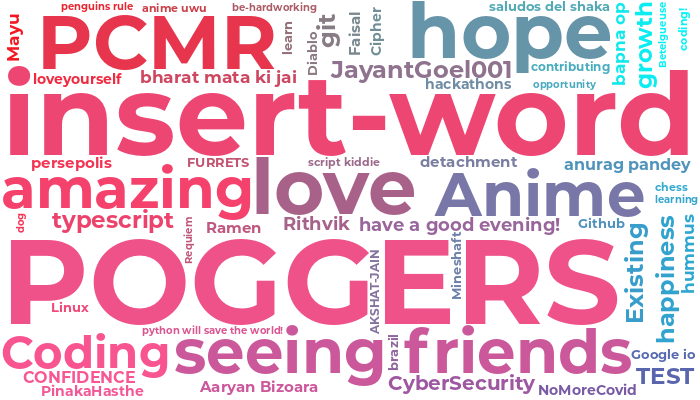 penguins rule
anime uwu
be-hardworking
saludos del shaka
Mayu
PCMR
learn
Diablo
git
Faisal
Cipher
hope
bapna op
growth
Betelgueuse
coding!
loveyourself
bharat mata ki jai
JayantGoel001
contributing
hackathons
opportunity
insert-word
persepolis
FURRETS
script kiddie
detachment
anurag pandey
amazing
love
Anime
chess
learning
dog
typescript
Requiem
Ramen
Rithvik
have a good evening!
Github
POGGERS
Linux
AKSHAT-JAIN
Mineshaft
Existing
happiness
hummus
python will save the world!
Coding
seeing friends
brazil
Google io
CONFIDENCE
PinakaHasthe
Aaryan Bizoara
CyberSecurity
NoMoreCovid
TEST